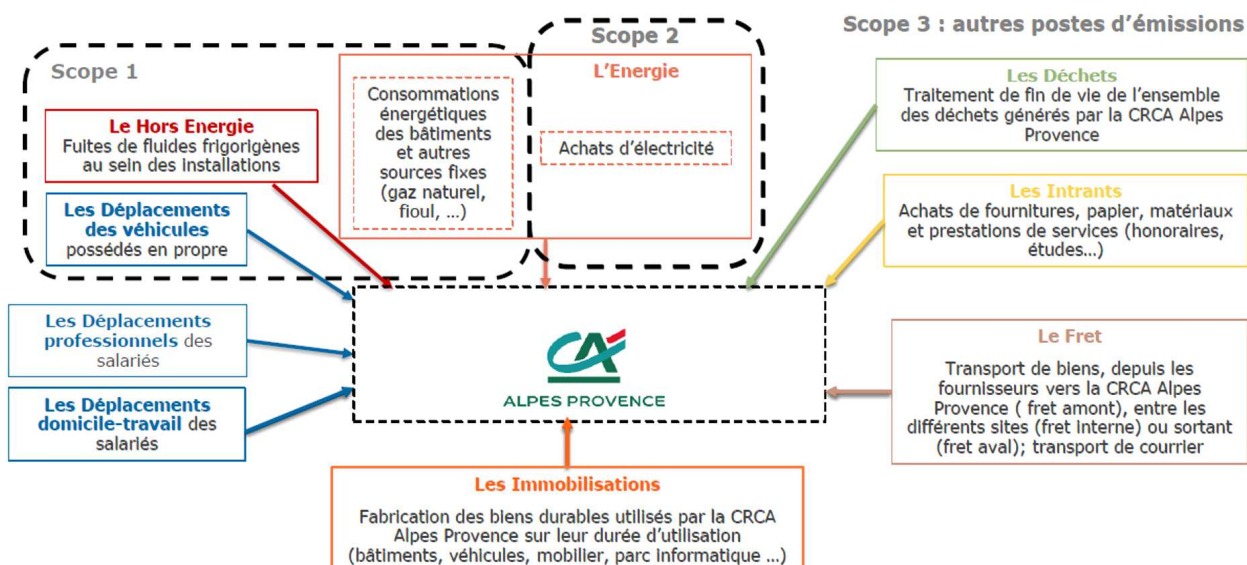 Scope 1
Scope 2
Scope 3 : autres postes d’émissions
L’Energie
Consommations
énergétiques
des bâtiments
et autres
sources fixes
(gaz naturel,
fioul, ...)
Achats d’électricité
Le Hors Energie
Fuites de fluides frigorigènes
au sein des installations
Les Déplacements
des véhicules
possédés en propre
Les Déplacements
professionnels des
salariés
Les Déplacements
domicile-travail des
salariés
Les Déchets
Traitement de fin de vie de l’ensemble
des déchets générés par la CRCA Alpes
Provence
Les Intrants
Achats de fournitures, papier, matériaux
et prestations de services (honoraires,
études...)
Le Fret
Transport de biens, depuis les
fournisseurs vers la CRCA Alpes
Provence ( fret amont), entre les
différents sites (fret interne) ou sortant
(fret aval); transport de courrier
CA
ALPES PROVENCE
Les Immobilisations
Fabrication des biens durables utilisés par la CRCA
Alpes Provence sur leur durée d’utilisation
(bâtiments, véhicules, mobilier, parc informatique ...)